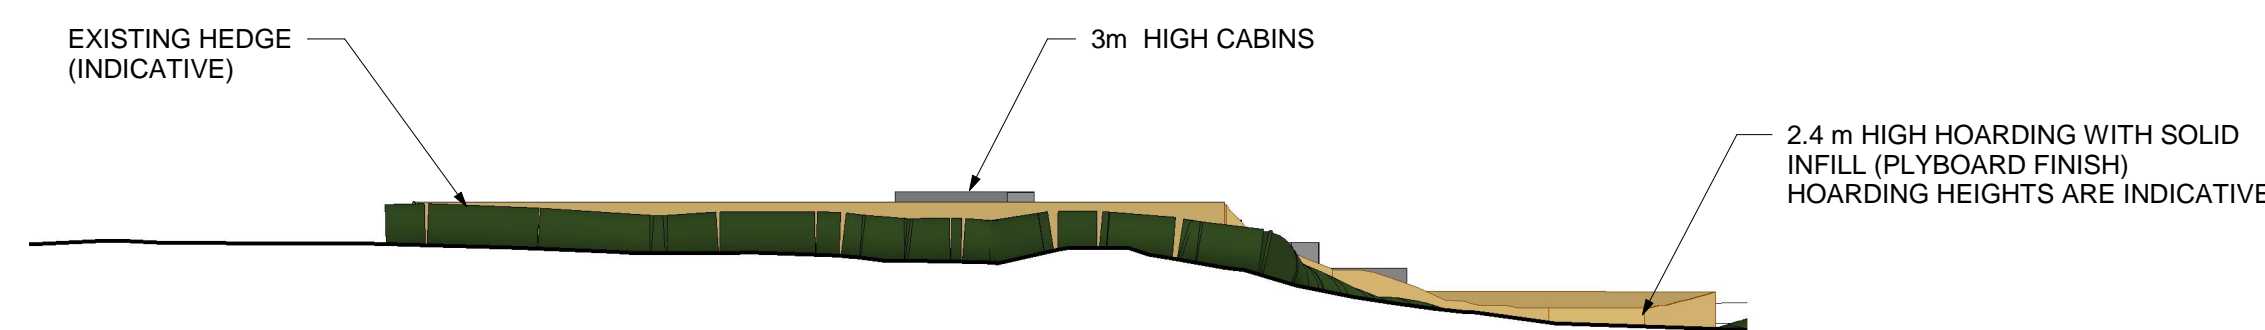 EXISTING HEDGE
(INDICATIVE)
3m HIGH CABINS
2.4 m HIGH HOARDING WITH SOLID
INFILL (PLYBOARD FINISH)
HOARDING HEIGHTS ARE INDICATIVE